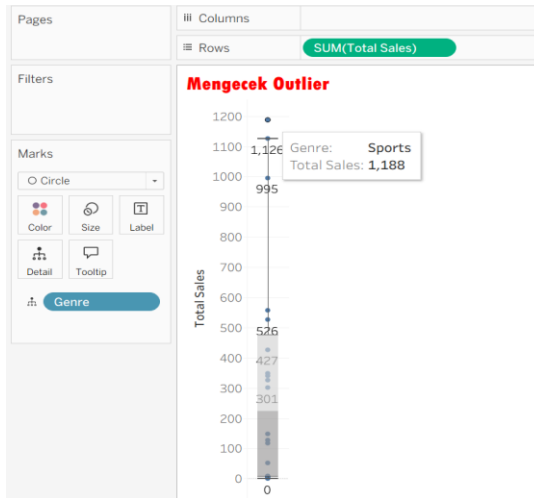 Pages
Columns
Rows
SUM(Total Sales)
Filters
Mengecek Outlier
Marks
Circle
Color
Size
Label
Detail
Tooltip
Genre
Total Sales
1200
1100
1000
900
800
700
600
500
400
300
200
100
0
1,126
995
526
427
301
0
Genre: Sports
Total Sales: 1,188